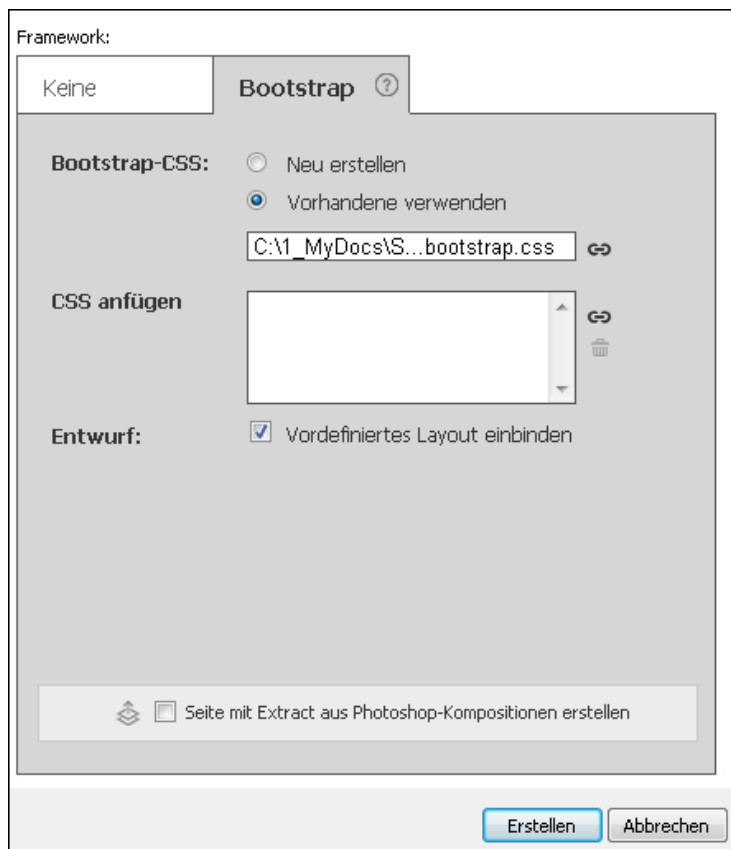 Framework:
Keine
Bootstrap ?
Bootstrap-CSS:
Neu erstellen
Vorhandene verwenden
C:\1_MyDocs\S...bootstrap.css
CSS anfügen
Entwurf:
Vordefiniertes Layout einbinden
Seite mit Extract aus Photoshop-Kompositionen erstellen
Erstellen
Abbrechen